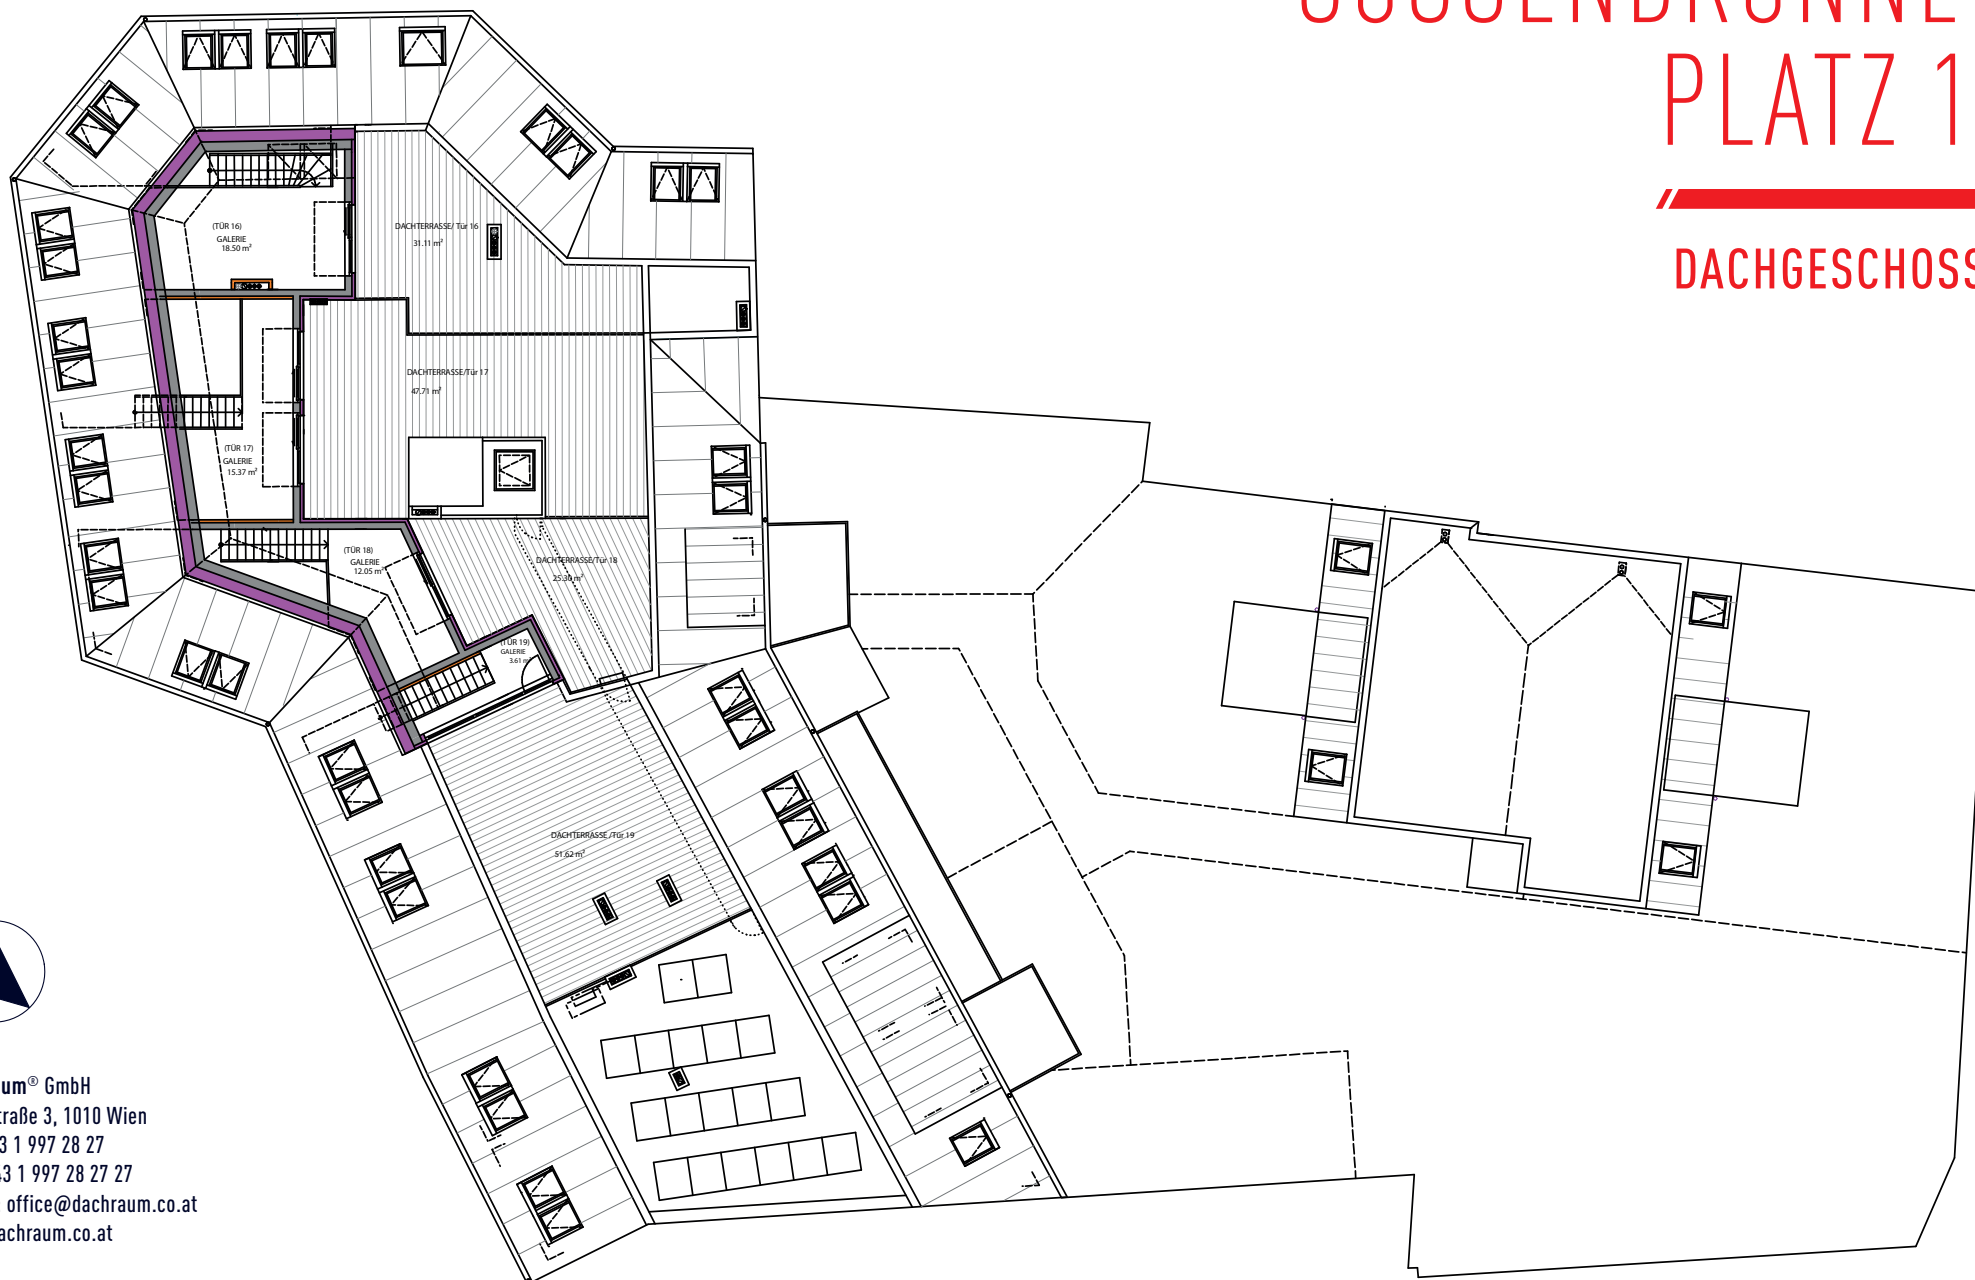 PLATZ 1
DACHGESCHOSS
(TÜR 16)
GALERIE
18.50 m²
DACHTERRASSE/ Tür 16
31.11 m²
DACHTERRASSE/Tür 17
47.71 m²
(TÜR 17)
GALERIE
15.37 m²
(TÜR 18)
GALERIE
12.05 m²
DACHTERRASSE/Tür 18
25.30 m²
(TÜR 19)
GALERIE
3.61 m²
DACHTERRASSE /Tür 19
51.62 m²
um® GmbH
traße 3, 1010 Wien
3 1 997 28 27
43 1 997 28 27 27
office@dachraum.co.at
achraum.co.at